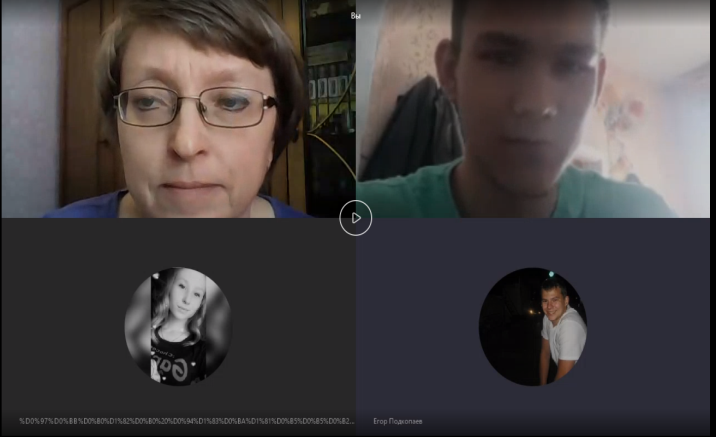 Вы
%D0%97%D0%BB%D0%B0%D1%82%D0%B0%20%D0%94%D1%83%D0%BA%D1%81%D0%B5%D0%B5%D0%B2...
Егор Подкопаев